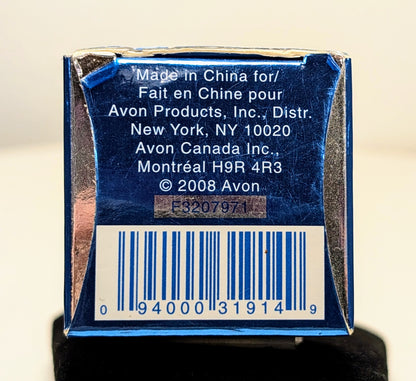 Made in China for/
Fait en Chine pour
Avon Products, Inc., Distr.
New York, NY 10020
Avon Canada Inc.,
Montréal H9R 4R3
© 2008 Avon
F3207971
0 94000 31914 9